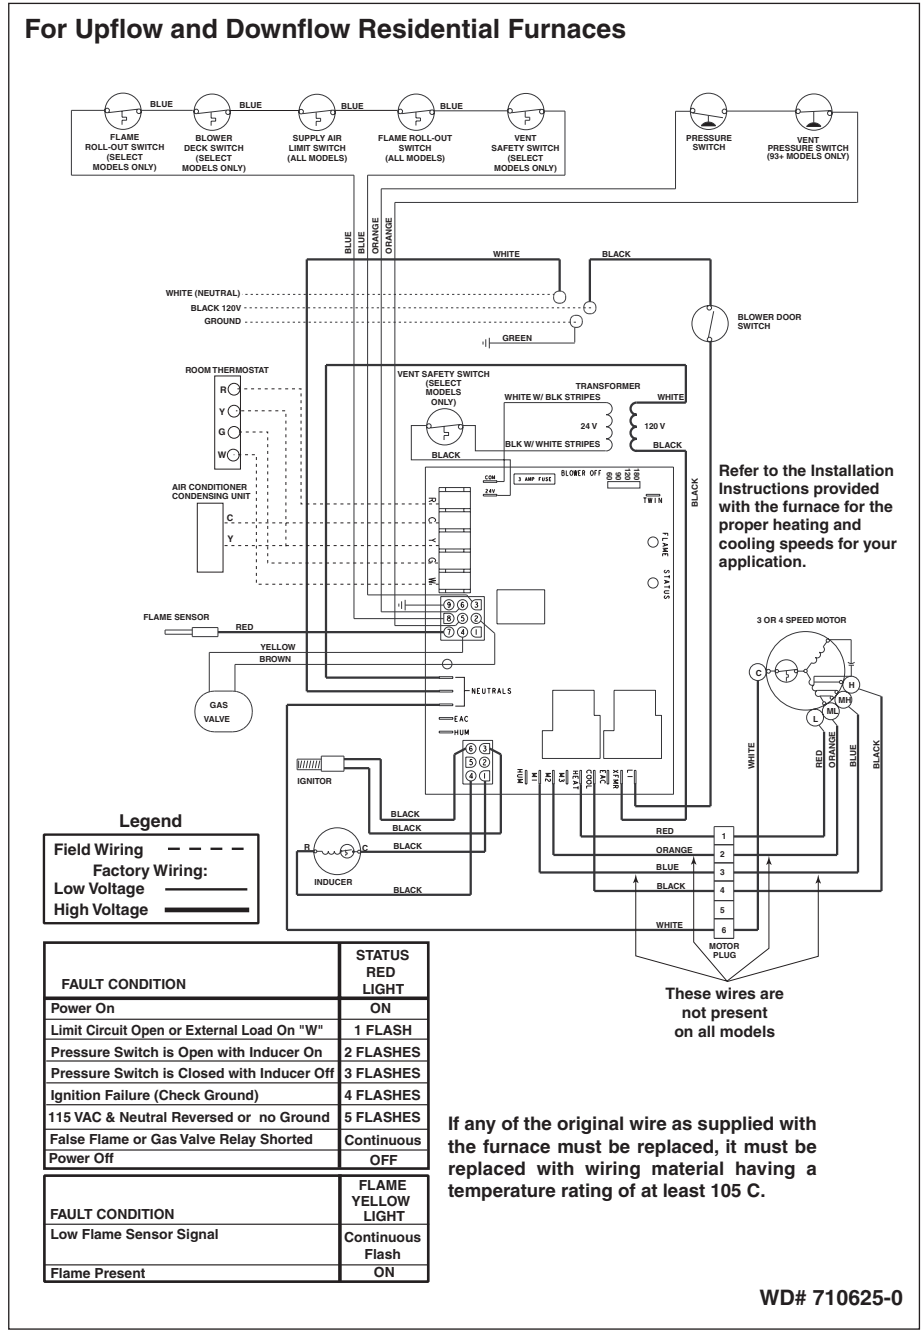 For Upflow and Downflow Residential Furnaces
BLUE
BLUE
BLUE
BLUE
FLAME
ROLL-OUT SWITCH
(SELECT
MODELS ONLY)
BLOWER
DECK SWITCH
(SELECT
MODELS ONLY)
SUPPLY AIR
LIMIT SWITCH
(ALL MODELS)
FLAME ROLL-OUT
SWITCH
(ALL MODELS)
VENT
SAFETY SWITCH
(SELECT
MODELS ONLY)
PRESSURE
SWITCH
VENT
PRESSURE SWITCH
(93+ MODELS ONLY)
BLUE
BLUE
ORANGE
ORANGE
WHITE
BLACK
WHITE (NEUTRAL)
BLACK 120V
GROUND
GREEN
BLOWER DOOR
SWITCH
ROOM THERMOSTAT
R
Y
G
W
VENT SAFETY SWITCH
(SELECT
MODELS
ONLY)
TRANSFORMER
WHITE W/ BLK STRIPES
WHITE
24 V
120 V
BLK W/ WHITE STRIPES
BLACK
BLACK
BLACK
AIR CONDITIONER
CONDENSING UNIT
C
Y
COM
24V
3 AMP FUSE
BLOWER OFF
60
90
120
180
TWIN
R
C
Y
G
W
FLAME
STATUS
Refer to the Installation
Instructions provided
with the furnace for the
proper heating and
cooling speeds for your
application.
FLAME SENSOR
RED
9 6 3
8 5 2
7 4 1
YELLOW
BROWN
GAS
VALVE
NEUTRALS
EAC
HUM
3 OR 4 SPEED MOTOR
C
H
MH
ML
L
WHITE
RED
ORANGE
BLUE
BLACK
6 3
5 2
4 1
IGNITOR
HUM
M1
M2
M3
HEAT
COOL
EAC
XFMR
L1
BLACK
BLACK
R
C
BLACK
INDUCER
BLACK
RED
1
ORANGE
2
BLUE
3
BLACK
4
5
WHITE
6
MOTOR
PLUG
These wires are
not present
on all models
Legend
Field Wiring
Factory Wiring:
Low Voltage
High Voltage
FAULT CONDITION
STATUS
RED
LIGHT
Power On ON
Limit Circuit Open or External Load On "W" 1 FLASH
Pressure Switch is Open with Inducer On 2 FLASHES
Pressure Switch is Closed with Inducer Off 3 FLASHES
Ignition Failure (Check Ground) 4 FLASHES
115 VAC & Neutral Reversed or no Ground 5 FLASHES
False Flame or Gas Valve Relay Shorted Continuous
Power Off OFF
FAULT CONDITION
FLAME
YELLOW
LIGHT
Low Flame Sensor Signal Continuous
Flash
Flame Present ON
If any of the original wire as supplied with
the furnace must be replaced, it must be
replaced with wiring material having a
temperature rating of at least 105 C.
WD# 710625-0